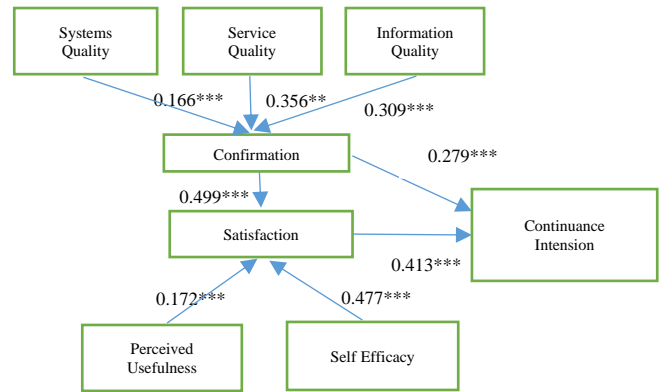 Systems
Quality
Service
Quality
Information
Quality
0.166***
0.356**
0.309***
Confirmation
0.279***
0.499***
Satisfaction
Continuance
Intension
0.413***
0.172***
0.477***
Perceived
Usefulness
Self Efficacy